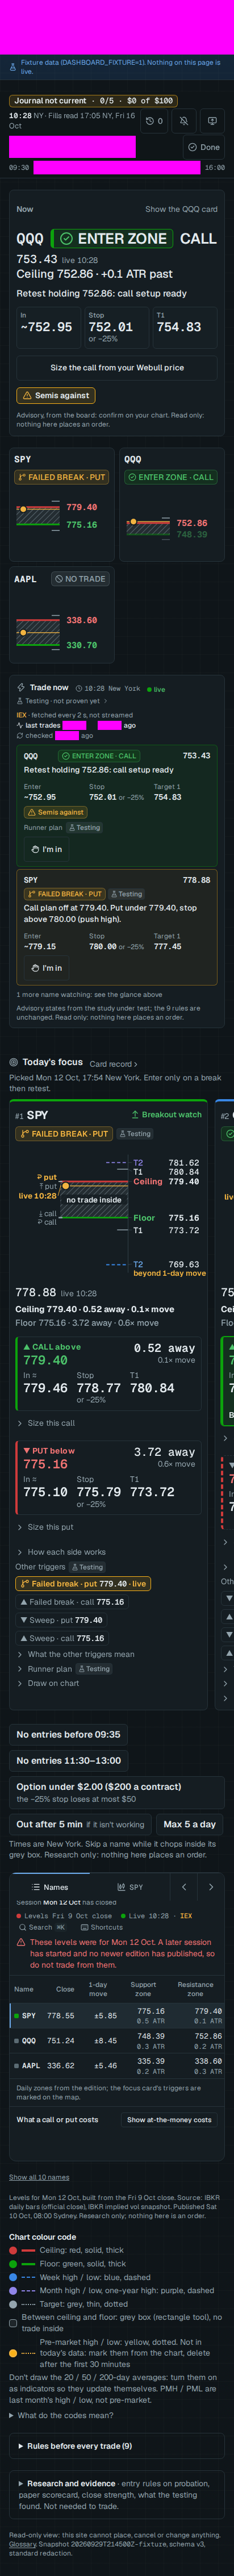 Fixture data (DASHBOARD_FIXTURE=1). Nothing on this page is
live.
Journal not current · 0/5 · $0 of $100
10:28 NY · Fills read 17:05 NY, Fri 16
Oct
0
Done
09:30
16:00
Now
Show the QQQ card
QQQ ENTER ZONE CALL
753.43 live 10:28
Ceiling 752.86 · +0.1 ATR past
Retest holding 752.86: call setup ready
In
~752.95
Stop
752.01
or −25%
T1
754.83
Size the call from your Webull price
Semis against
Advisory, from the board: confirm on your chart. Read only:
nothing here places an order.
SPY
FAILED BREAK · PUT
779.40
775.16
QQQ
ENTER ZONE · CALL
752.86
748.39
AAPL
NO TRADE
338.60
330.70
Trade now 10:28 New York live
Testing · not proven yet
IEX · fetched every 2 s, not streamed
last trades ago
checked ago
QQQ ENTER ZONE · CALL 753.43
Retest holding 752.86: call setup ready
Enter Stop Target 1
~752.95 752.01 or −25% 754.83
Semis against
Runner plan Testing
I'm in
SPY 778.88
FAILED BREAK · PUT Testing
Call plan off at 779.40. Put under 779.40, stop
above 780.00 (push high).
Enter Stop Target 1
~779.15 780.00 or −25% 777.45
I'm in
1 more name watching: see the glance above
Advisory states from the board under test; the 9 rules are
unchanged. Read only: nothing here places an order.
Today's focus Card record
Picked Mon 12 Oct, 17:54 New York. Enter only on a break
then retest.
#1 SPY Breakout watch
FAILED BREAK · PUT Testing
T2 781.62
T1 780.84
Ceiling 779.40
put
put
live 10:28
no trade inside
call
call
Floor 775.16
T1 773.72
T2 769.63
beyond 1-day move
778.88 live 10:28
Ceiling 779.40 · 0.52 away · 0.1× move
Floor 775.16 · 3.72 away · 0.6× move
▲ CALL above 0.52 away
779.40 0.1× move
In ≈ Stop T1
779.46 778.77 780.84
or −25%
Size this call
▼ PUT below 3.72 away
775.16 0.6× move
In ≈ Stop T1
775.10 775.79 773.72
or −25%
Size this put
How each side works
Other triggers Testing
Failed break · put 779.40 · live
▲ Failed break · call 775.16
▼ Sweep · put 779.40
▲ Sweep · call 775.16
What the other triggers mean
Runner plan Testing
Draw on chart
#2
No entries before 09:35
No entries 11:30–13:00
Option under $2.00 ($200 a contract)
the −25% stop loses at most $50
Out after 5 min if it isn't working
Max 5 a day
Times are New York. Skip a name while it chops inside its
grey box. Research only: nothing here places an order.
Names SPY
Session Mon 12 Oct has closed
Levels Fri 9 Oct close Live 10:28 · IEX
Search ⌘K Shortcuts
These levels were for Mon 12 Oct. A later session
has started and no newer edition has published, so
do not trade from them.
Name Close 1-day move Support zone Resistance zone
SPY 778.55 ±5.85 775.16 779.40
0.5 ATR 0.1 ATR
QQQ 751.24 ±8.45 748.39 752.86
0.3 ATR 0.2 ATR
AAPL 336.62 ±5.46 335.39 338.60
0.2 ATR 0.3 ATR
Daily zones from the edition; the focus card's triggers are
marked on the map.
What a call or put costs Show at-the-money costs
Show all 10 names
Levels for Mon 12 Oct, built from the Fri 9 Oct close. Source: IBKR
daily bars (official close), IBKR implied vol snapshot. Published Sat
10 Oct, 08:00 Sydney. Research only; nothing here is an order.
Chart colour code
Ceiling: red, solid, thick
Floor: green, solid, thick
Week high / low: blue, dashed
Month high / low, one-year high: purple, dashed
Target: grey, thin, dotted
Between ceiling and floor: grey box (rectangle tool), no
trade inside
Pre-market high / low: yellow, dotted. Not in
today's data: mark them from the chart, delete
after the first 30 minutes
Don't draw the 20 / 50 / 200-day averages: turn them on
as indicators so they update themselves. PMH / PML are
last month's high / low, not pre-market.
What do the codes mean?
Rules before every trade (9)
Research and evidence · entry rules on probation,
paper scorecard, close strength, what the testing
found. Not needed to trade.
Read-only view: this site cannot place, cancel or change anything.
Glossary. Snapshot 20260929T214500Z-fixture, schema v3,
standard redaction.